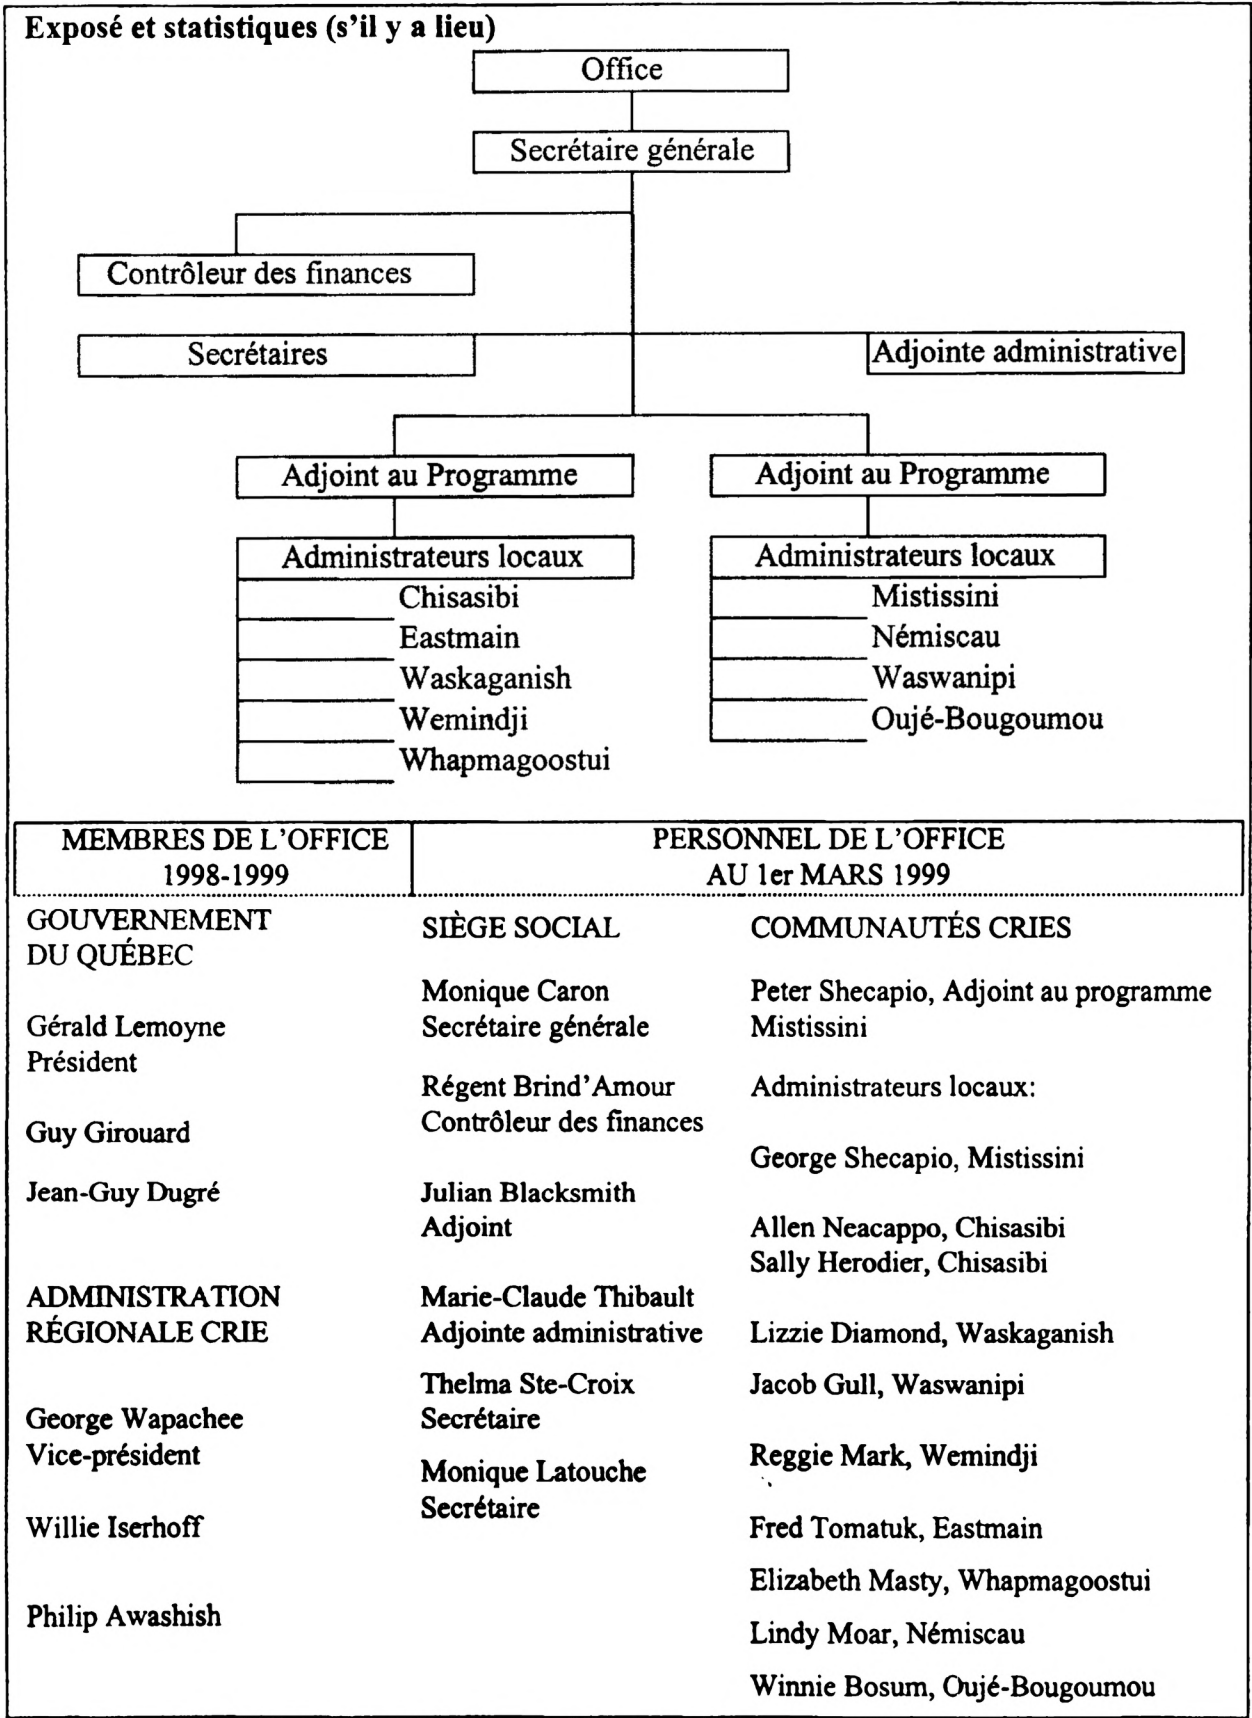 Exposé et statistiques (s'il y a lieu)
Office
Secrétaire générale
Contrôleur des finances
Secrétaires
Adjointe administrative
Adjoint au Programme
Adjoint au Programme
Administrateurs locaux
Chisasibi
Eastmain
Waskaganish
Wemindji
Whapmagoostui
Administrateurs locaux
Mistissini
Némiscau
Waswanipi
Oujé-Bougoumou
MEMBRES DE L'OFFICE
1998-1999
PERSONNEL DE L'OFFICE
AU 1er MARS 1999
GOUVERNEMENT
DU QUÉBEC
Gérald Lemoyne
Président
Guy Girouard
Jean-Guy Dugré
ADMINISTRATION
RÉGIONALE CRIE
George Wapachee
Vice-président
Willie Iserhoff
Philip Awashish
SIÈGE SOCIAL
Monique Caron
Secrétaire générale
Régent Brind'Amour
Contrôleur des finances
Julian Blacksmith
Adjoint
Marie-Claude Thibault
Adjointe administrative
Thelma Ste-Croix
Secrétaire
Monique Latouche
Secrétaire
COMMUNAUTÉS CRIES
Peter Shecapio, Adjoint au programme
Mistissini
Administrateurs locaux:
George Shecapio, Mistissini
Allen Neacappo, Chisasibi
Sally Herodier, Chisasibi
Lizzie Diamond, Waskaganish
Jacob Gull, Waswanipi
Reggie Mark, Wemindji
Fred Tomatuk, Eastmain
Elizabeth Masty, Whapmagoostui
Lindy Moar, Némiscau
Winnie Bosum, Oujé-Bougoumou